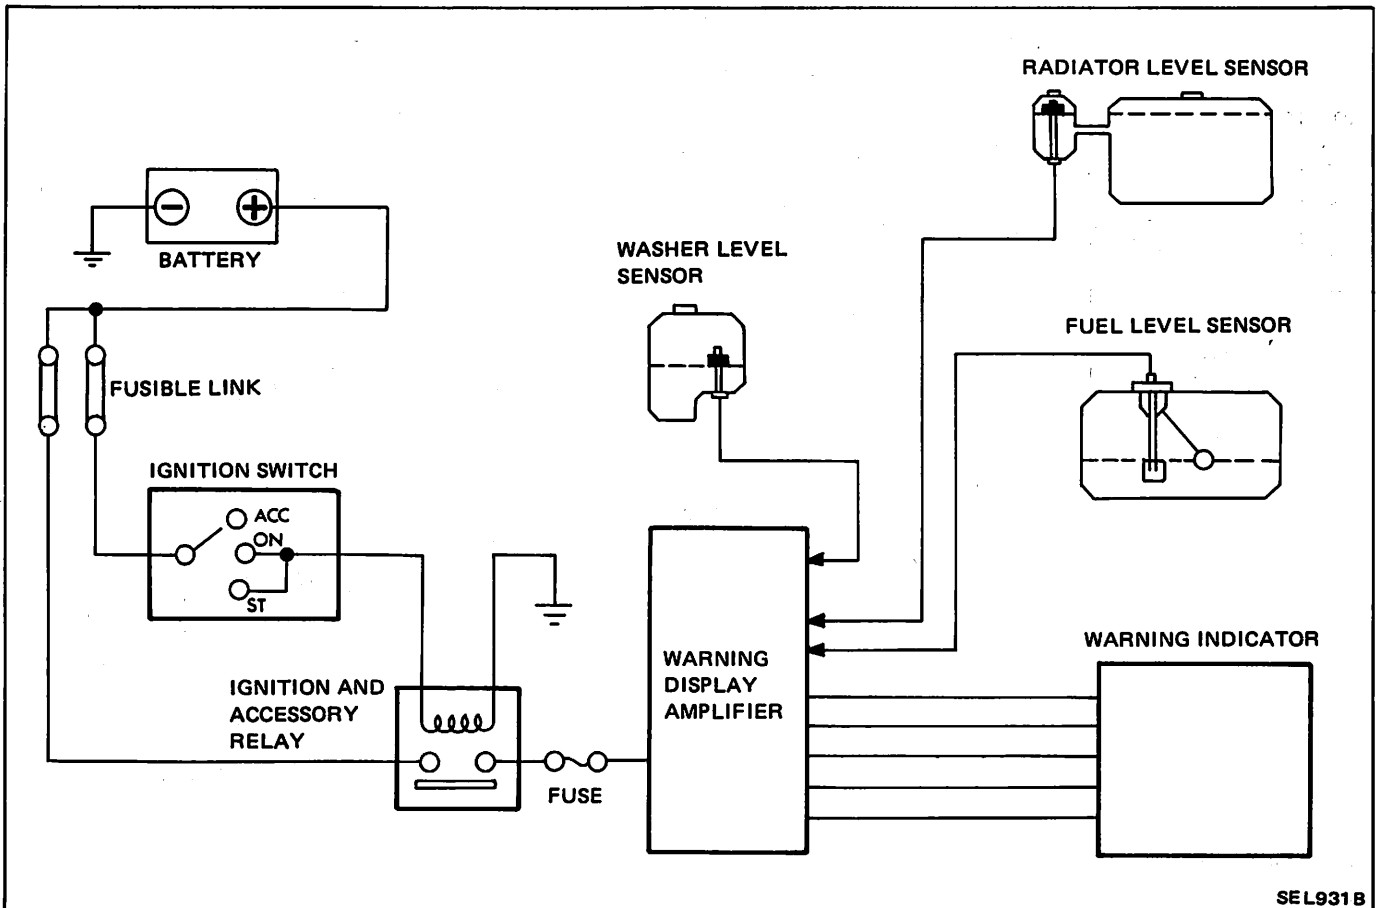 RADIATOR LEVEL SENSOR
BATTERY
WASHER LEVEL
SENSOR
FUEL LEVEL SENSOR
FUSIBLE LINK
IGNITION SWITCH
ACC
ON
ST
IGNITION AND
ACCESSORY
RELAY
FUSE
WARNING
DISPLAY
AMPLIFIER
WARNING INDICATOR
SEL931B